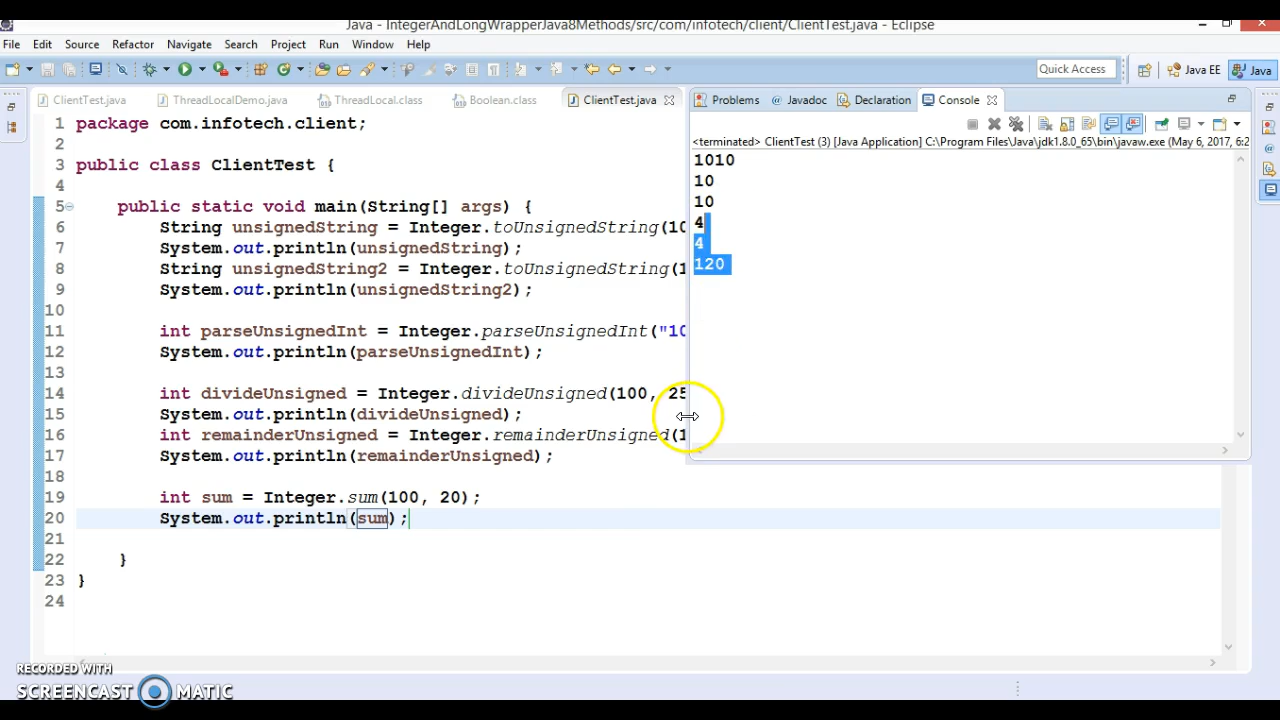 Java - IntegerAndLongWrapperJava8Methods/src/com/infotech/client/ClientTest.java - Eclipse
File Edit Source Refactor Navigate Search Project Run Window Help
Quick Access Java EE Java
ClientTest.java ThreadLocalDemo.java ThreadLocal.class Boolean.class ClientTest.java
Problems @ Javadoc Declaration Console
<terminated> ClientTest (3) [Java Application] C:\Program Files\Java\jdk1.8.0_65\bin\javaw.exe (May 6, 2017, 6:2
1 package com.infotech.client;
2
3 public class ClientTest {
4
5 public static void main(String[] args) {
6 String unsignedString = Integer.toUnsignedString(10
7 System.out.println(unsignedString);
8 String unsignedString2 = Integer.toUnsignedString(1
9 System.out.println(unsignedString2);
10
11 int parseUnsignedInt = Integer.parseUnsignedInt("10
12 System.out.println(parseUnsignedInt);
13
14 int divideUnsigned = Integer.divideUnsigned(100, 25
15 System.out.println(divideUnsigned);
16 int remainderUnsigned = Integer.remainderUnsigned(1
17 System.out.println(remainderUnsigned);
18
19 int sum = Integer.sum(100, 20);
20 System.out.println(sum);
21
22 }
23 }
24
1010
10
10
4
4
120
RECORDED WITH
SCREENCAST MATIC